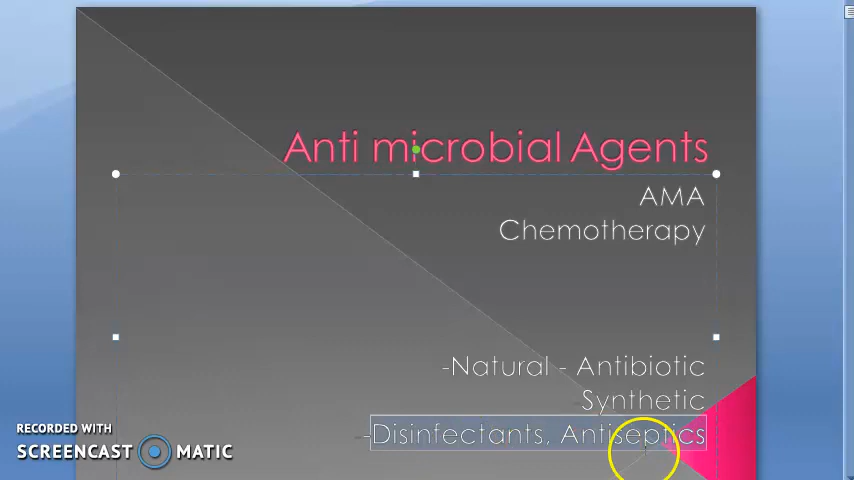 Anti microbial Agents
AMA
Chemotherapy
-Natural - Antibiotic
Synthetic
-Disinfectants, Antiseptics
RECORDED WITH
SCREENCAST MATIC